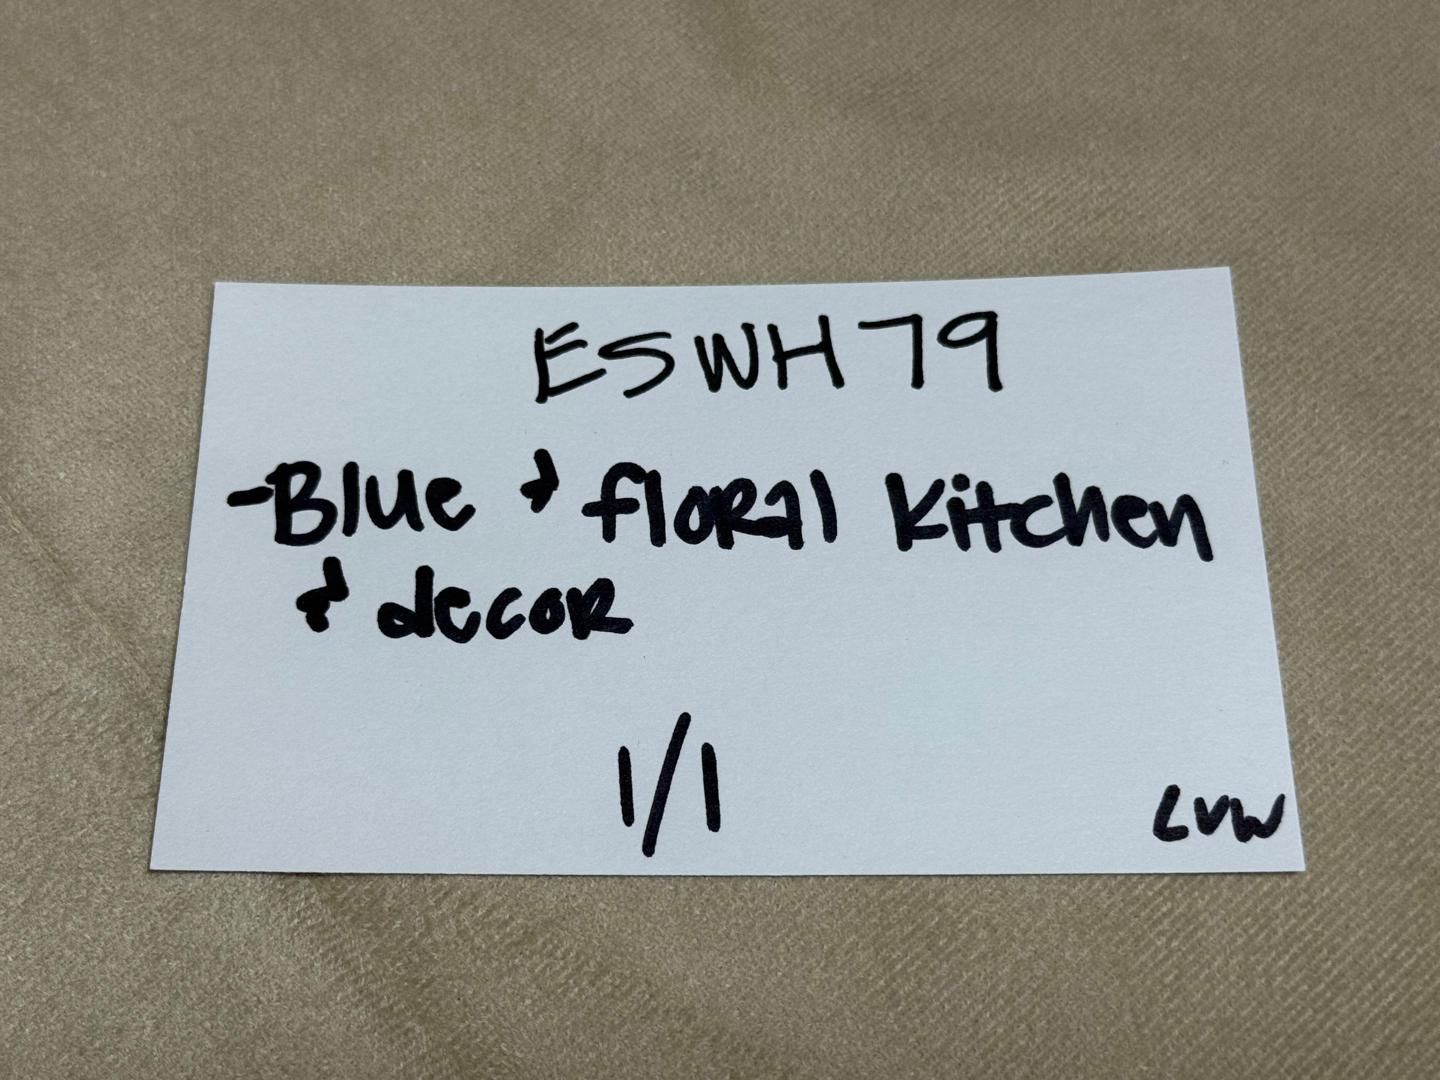 ESWH79
-Blue & floral kitchen
& decor
1/1
LVW